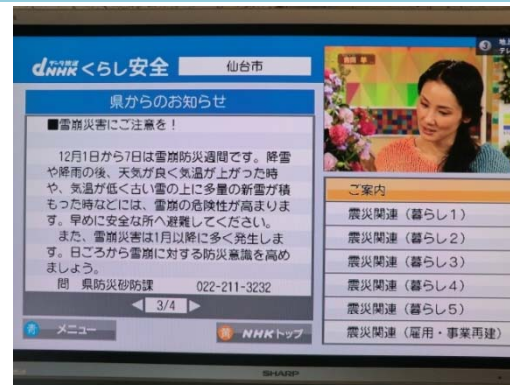 dデータ放送
NHK くらし安全
仙台市
県からのお知らせ
■雪崩災害にご注意を！
12月1日から7日は雪崩防災週間です。降雪
や降雨の後、天気が良く気温が上がった時
や、気温が低く古い雪の上に多量の新雪が積
もった時などには、雪崩の危険性が高まりま
す。早めに安全な所へ避難してください。
また、雪崩災害は1月以降に多く発生しま
す。日ごろから雪崩に対する防災意識を高め
ましょう。
問 県防災砂防課 022-211-3232
3/4
青 メニュー
黄 NHKトップ
3
ご案内
震災関連（暮らし1）
震災関連（暮らし2）
震災関連（暮らし3）
震災関連（暮らし4）
震災関連（暮らし5）
震災関連（雇用・事業再建）
SHARP